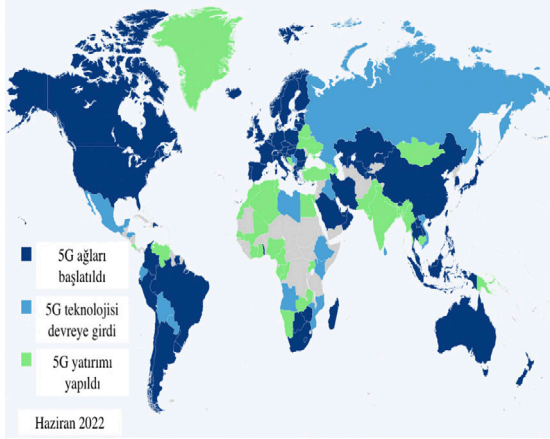 5G ağları
başlatıldı
5G teknolojisi
devreye girdi
5G yatırımı
yapıldı
Haziran 2022